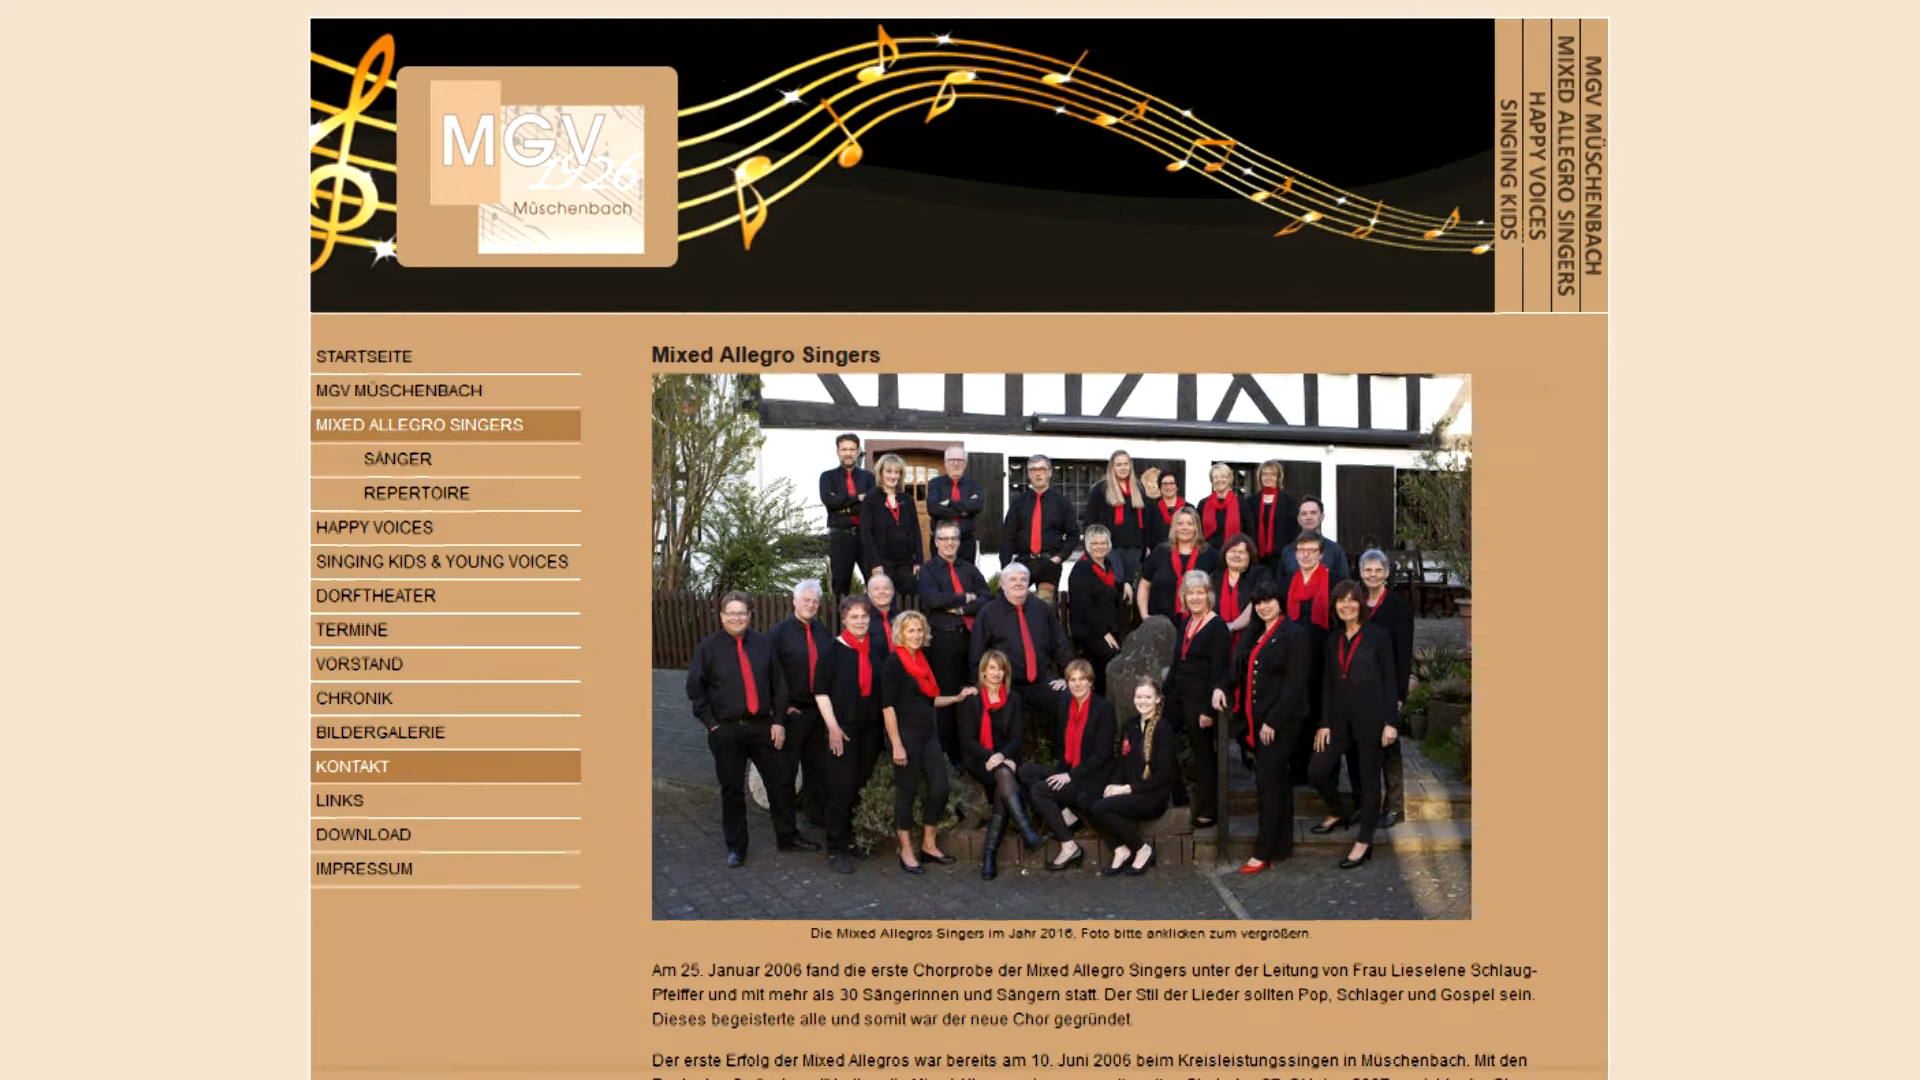 MGV
1926
Müschenbach
SINGING KIDS
HAPPY VOICES
MIXED ALLEGRO SINGERS
MGV MÜSCHENBACH
STARTSEITE
MGV MÜSCHENBACH
MIXED ALLEGRO SINGERS
SÄNGER
REPERTOIRE
HAPPY VOICES
SINGING KIDS & YOUNG VOICES
DORFTHEATER
TERMINE
VORSTAND
CHRONIK
BILDERGALERIE
KONTAKT
LINKS
DOWNLOAD
IMPRESSUM
Mixed Allegro Singers
Die Mixed Allegros Singers im Jahr 2016. Foto bitte anklicken zum vergrößern.
Am 25. Januar 2006 fand die erste Chorprobe der Mixed Allegro Singers unter der Leitung von Frau Lieselene Schlaug-
Pfeiffer und mit mehr als 30 Sängerinnen und Sängern statt. Der Stil der Lieder sollten Pop, Schlager und Gospel sein.
Dieses begeisterte alle und somit war der neue Chor gegründet.
Der erste Erfolg der Mixed Allegros war bereits am 10. Juni 2006 beim Kreisleistungssingen in Müschenbach. Mit den